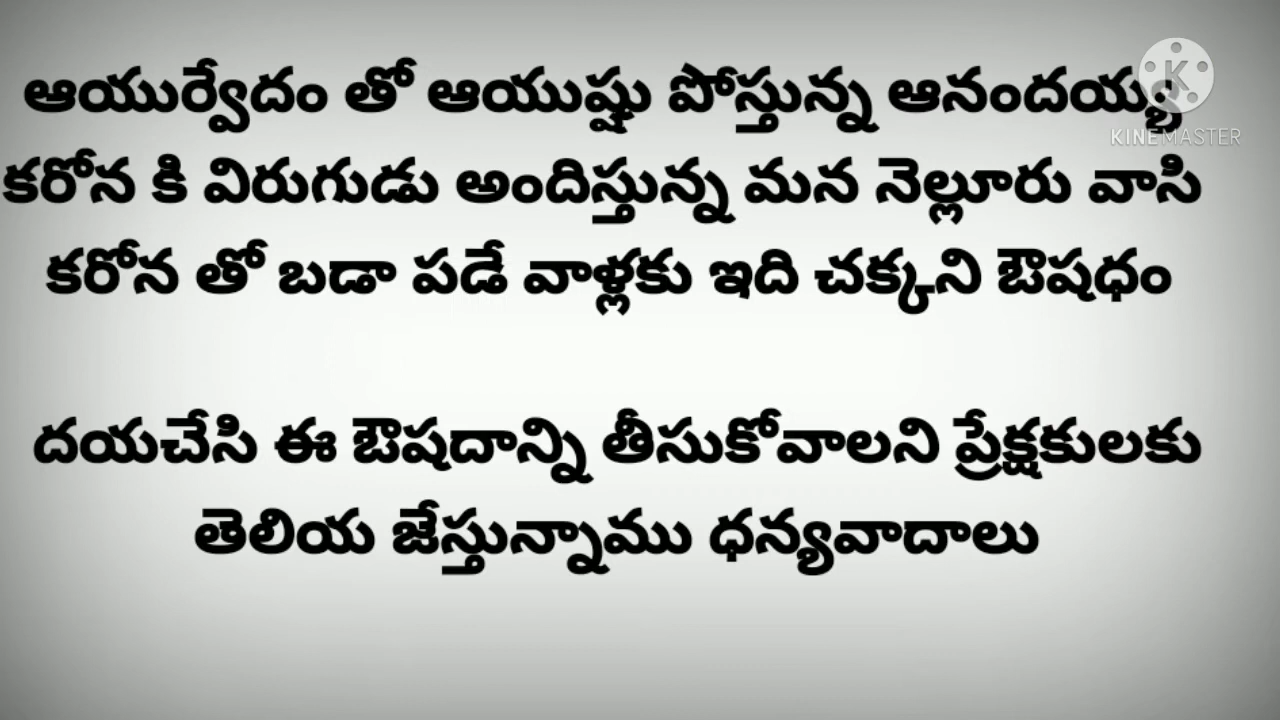 ఆయుర్వేదం తో ఆయుష్షు పోస్తున్న ఆనందయ్య
కరోన కి విరుగుడు అందిస్తున్న మన నెల్లూరు వాసి
కరోన తో బడా పడే వాళ్లకు ఇది చక్కని ఔషధం
దయచేసి ఈ ఔషదాన్ని తీసుకోవాలని ప్రేక్షకులకు
తెలియ జేస్తున్నాము ధన్యవాదాలు
K
KINEMASTER